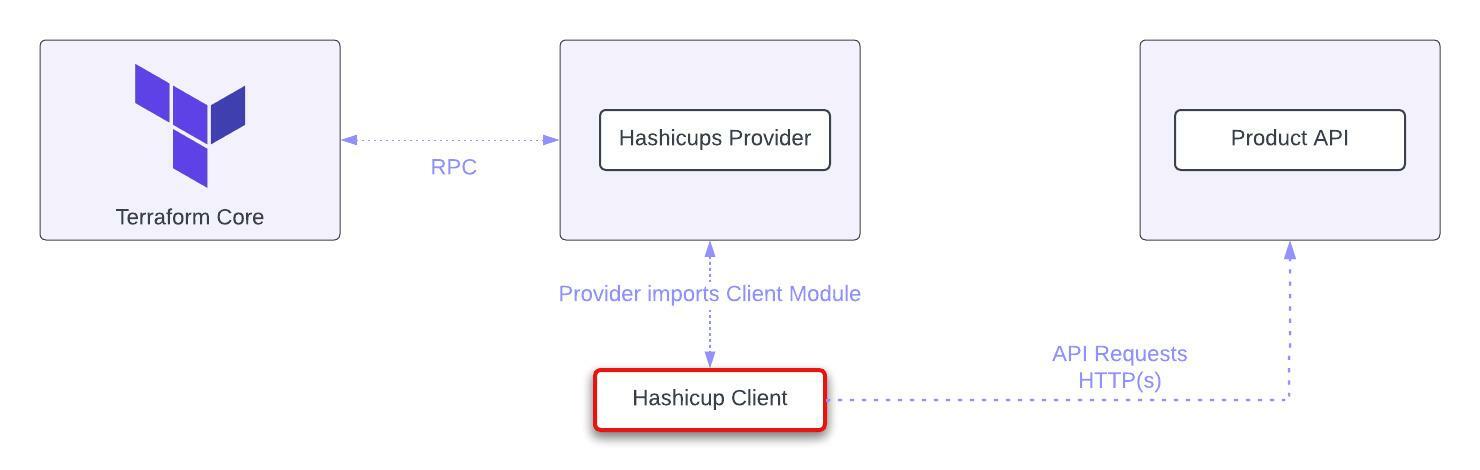 Hashicups Provider
Product API
RPC
Terraform Core
Provider imports Client Module
API Requests
HTTP(s)
Hashicup Client